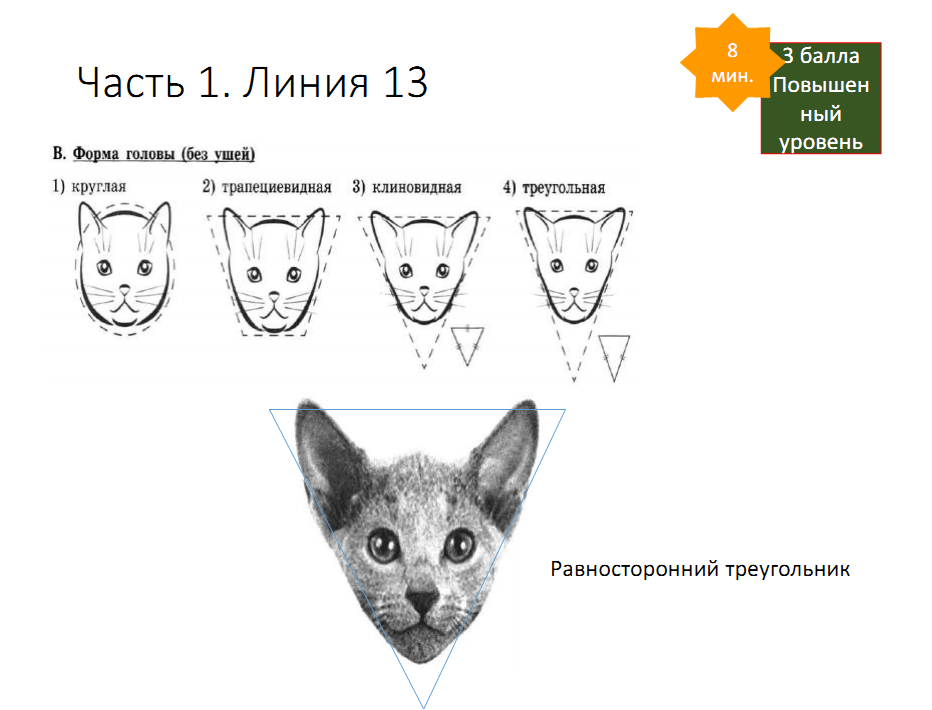 Часть 1. Линия 13
8
мин.
3 балла
Повышен
ный
уровень
В. Форма головы (без ушей)
1) круглая 2) трапециевидная 3) клиновидная 4) треугольная
Равносторонний треугольник